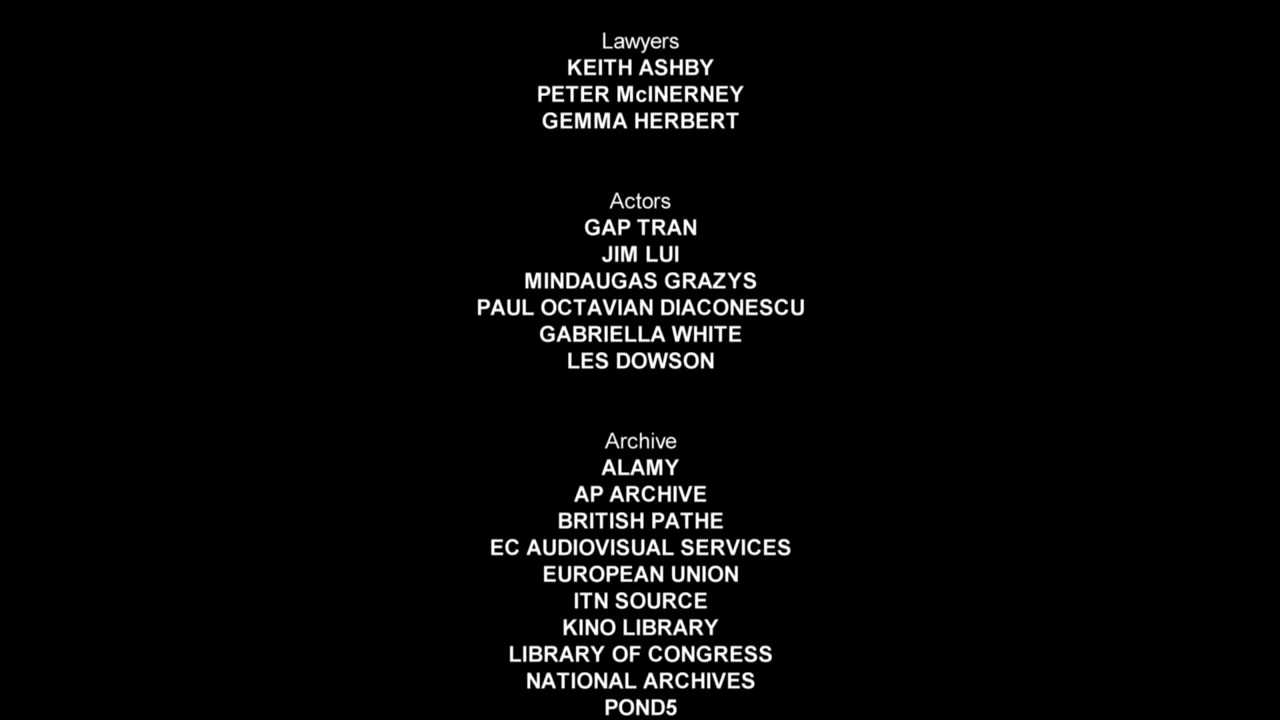 Lawyers
KEITH ASHBY
PETER McINERNEY
GEMMA HERBERT
Actors
GAP TRAN
JIM LUI
MINDAUGAS GRAZYS
PAUL OCTAVIAN DIACONESCU
GABRIELLA WHITE
LES DOWSON
Archive
ALAMY
AP ARCHIVE
BRITISH PATHE
EC AUDIOVISUAL SERVICES
EUROPEAN UNION
ITN SOURCE
KINO LIBRARY
LIBRARY OF CONGRESS
NATIONAL ARCHIVES
POND5